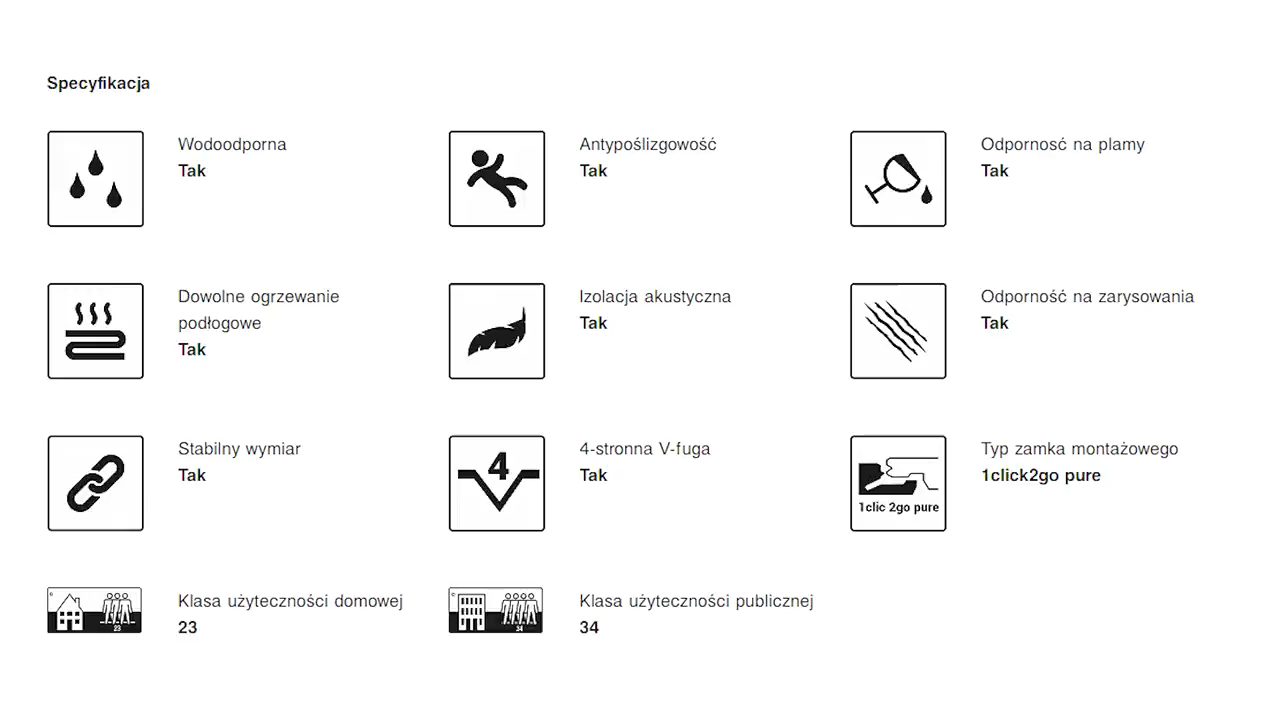 Specyfikacja
Wodoodporna
Tak
Antypoślizgowość
Tak
Odpornosć na plamy
Tak
Dowolne ogrzewanie
podłogowe
Tak
Izolacja akustyczna
Tak
Odporność na zarysowania
Tak
Stabilny wymiar
Tak
4
4-stronna V-fuga
Tak
1clic 2go pure
Typ zamka montażowego
1click2go pure
23
Klasa użyteczności domowej
23
34
Klasa użyteczności publicznej
34